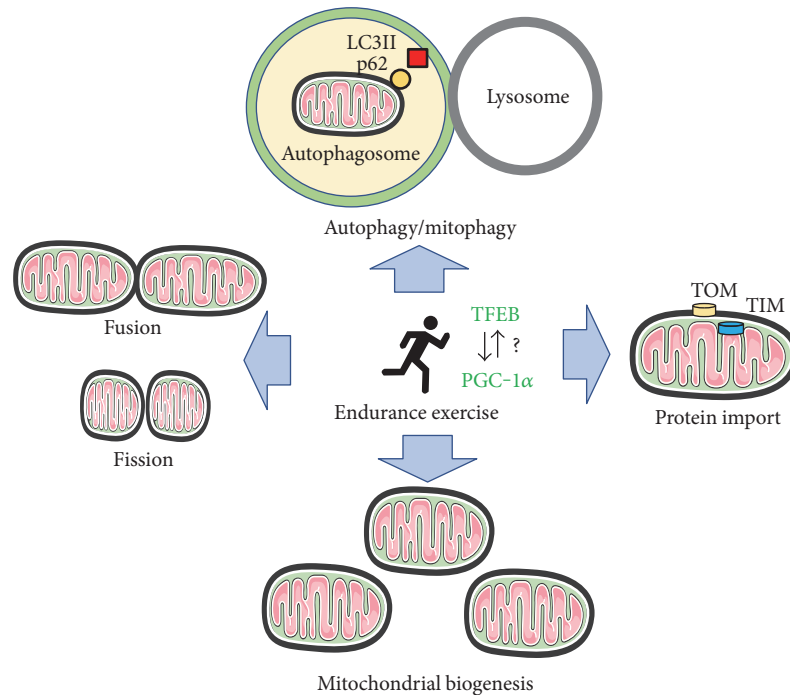 LC3II
p62
Lysosome
Autophagosome
Autophagy/mitophagy
Fusion
Fission
TFEB
?
PGC-1α
Endurance exercise
TOM
TIM
Protein import
Mitochondrial biogenesis